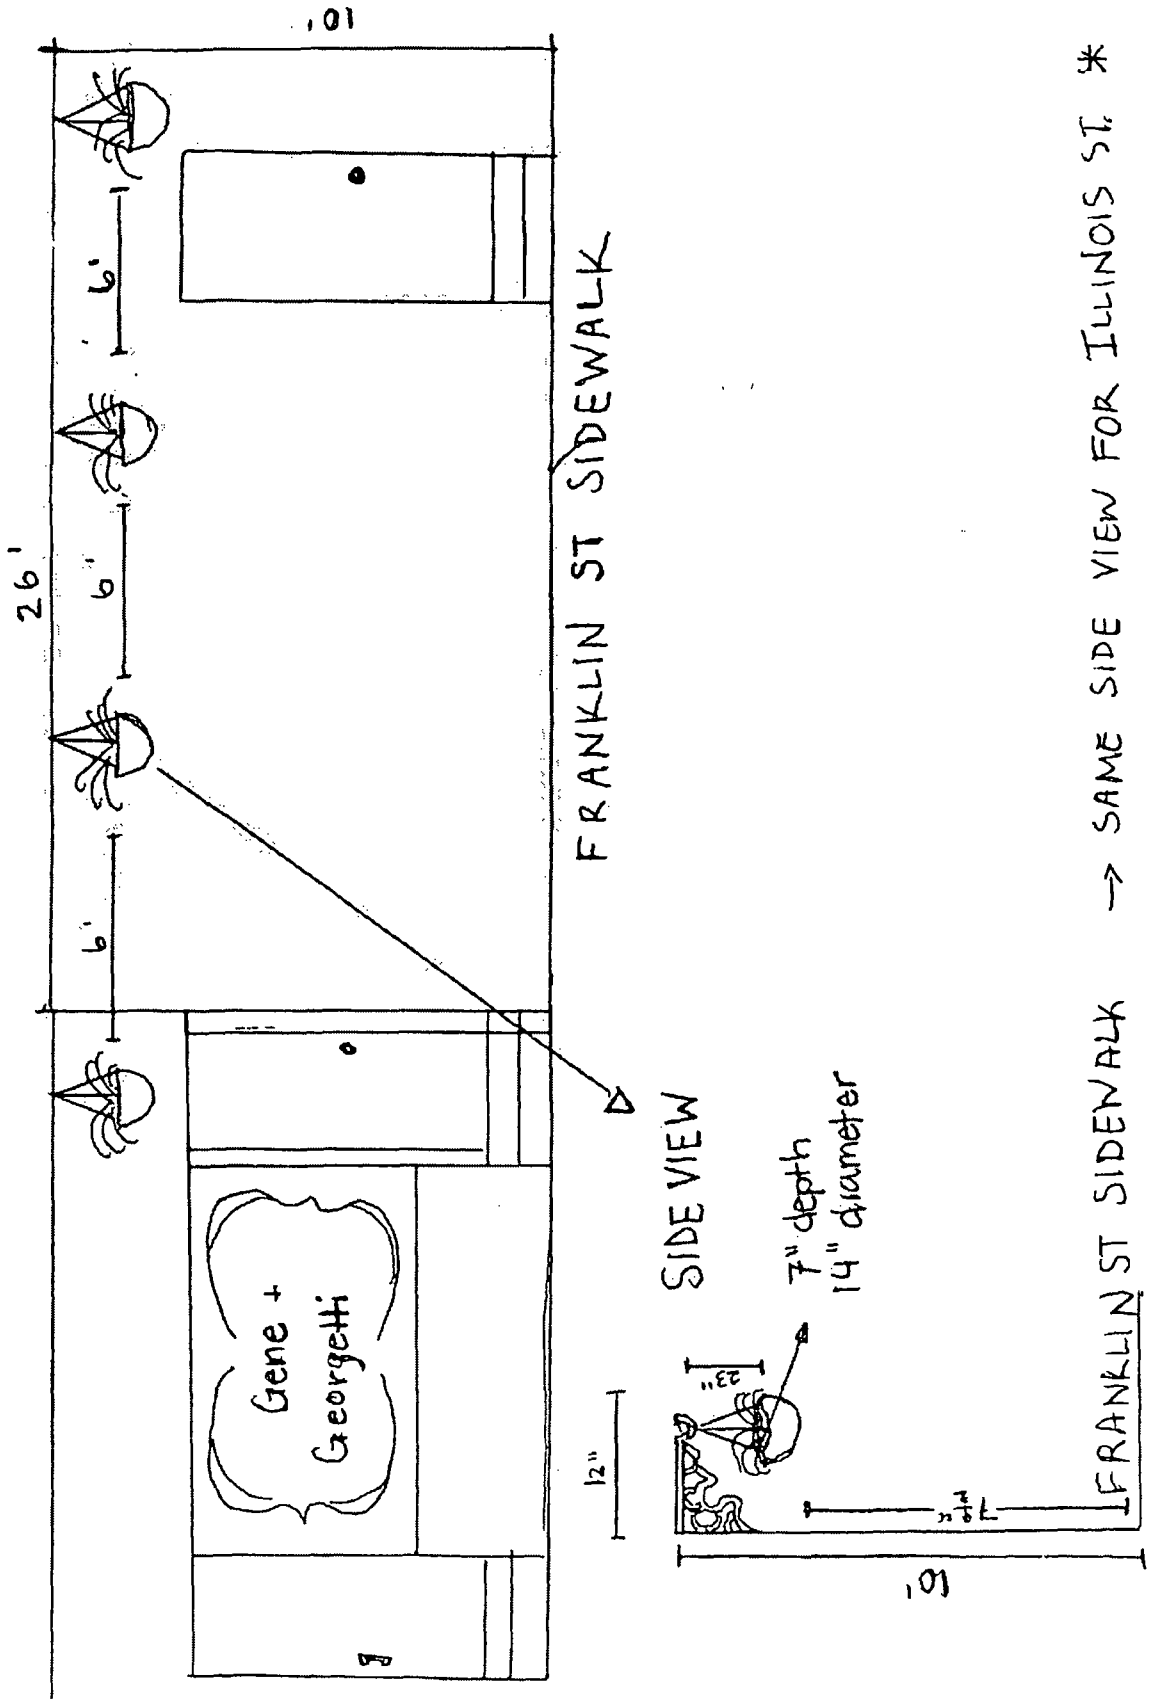 26'
10'
6'
6'
6'
Gene +
Georgetti
FRANKLIN ST SIDEWALK
SIDE VIEW
12"
23"
7" depth
14" diameter
10'
FRANKLIN ST SIDEWALK
→ SAME SIDE VIEW FOR ILLINOIS ST. *